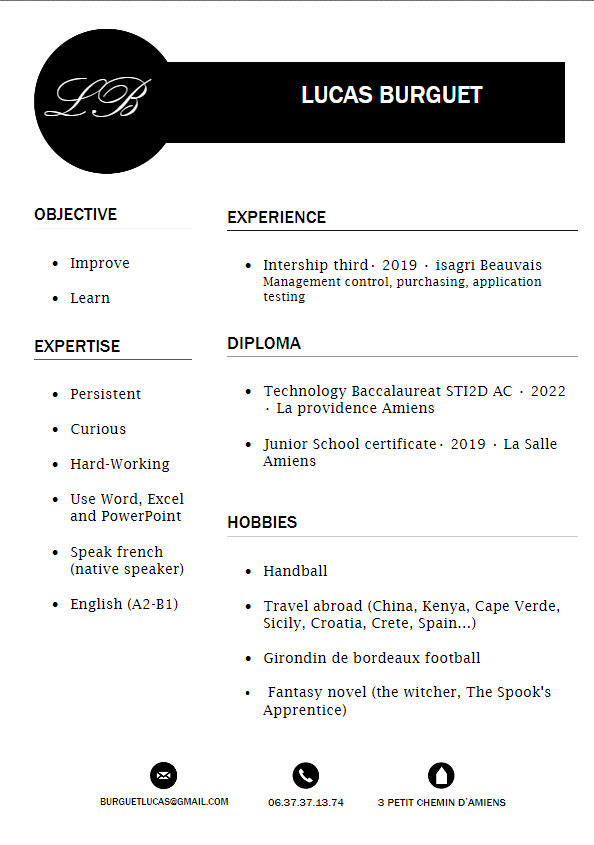 LB
LUCAS BURGUET
OBJECTIVE
• Improve
• Learn
EXPERTISE
• Persistent
• Curious
• Hard-Working
• Use Word, Excel
and PowerPoint
• Speak french
(native speaker)
• English (A2-B1)
EXPERIENCE
• Intership third· 2019 · isagri Beauvais
Management control, purchasing, application
testing
DIPLOMA
• Technology Baccalaureat STI2D AC · 2022
· La providence Amiens
• Junior School certificate· 2019 · La Salle
Amiens
HOBBIES
• Handball
• Travel abroad (China, Kenya, Cape Verde,
Sicily, Croatia, Crete, Spain...)
• Girondin de bordeaux football
• Fantasy novel (the witcher, The Spook's
Apprentice)
BURGUETLUCAS@GMAIL.COM
06.37.37.13.74
3 PETIT CHEMIN D'AMIENS